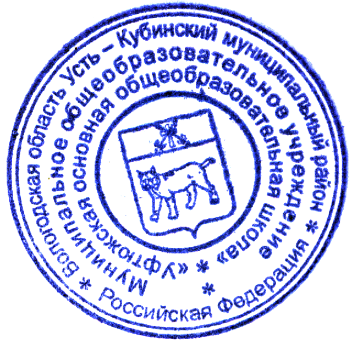 * Вологодская область Усть – Кубинский муниципальный район * Российская Федерация
Муниципальное общеобразовательное учреждение *
* «Уфтюжская основная общеобразовательная школа»